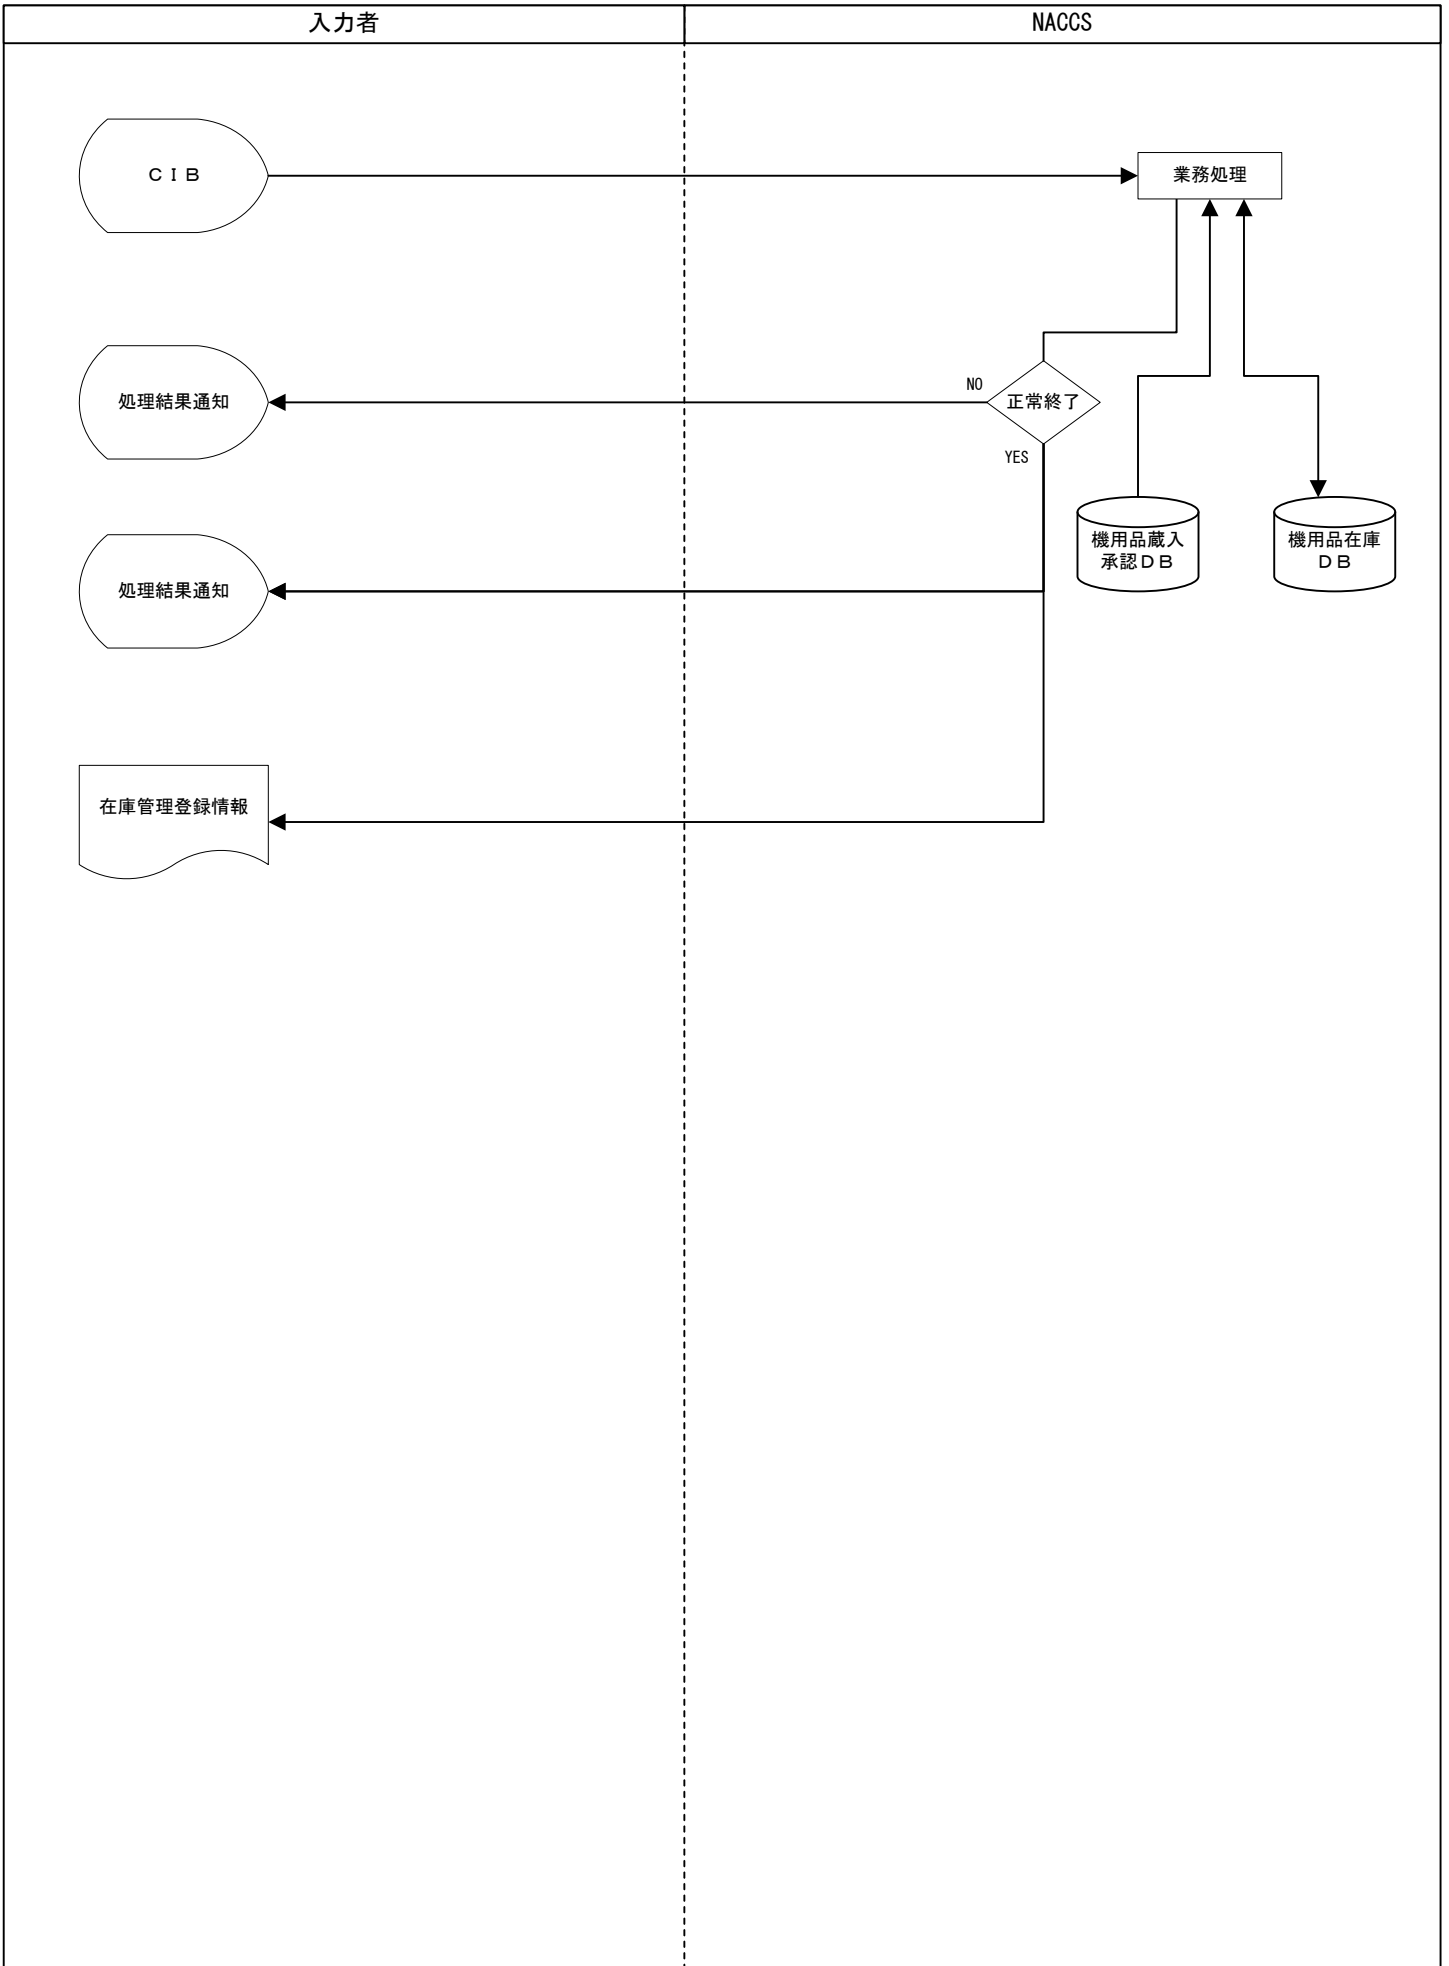 入力者
NACCS
ＣＩＢ
業務処理
処理結果通知
NO
正常終了
YES
機用品蔵入
承認ＤＢ
機用品在庫
ＤＢ
処理結果通知
在庫管理登録情報